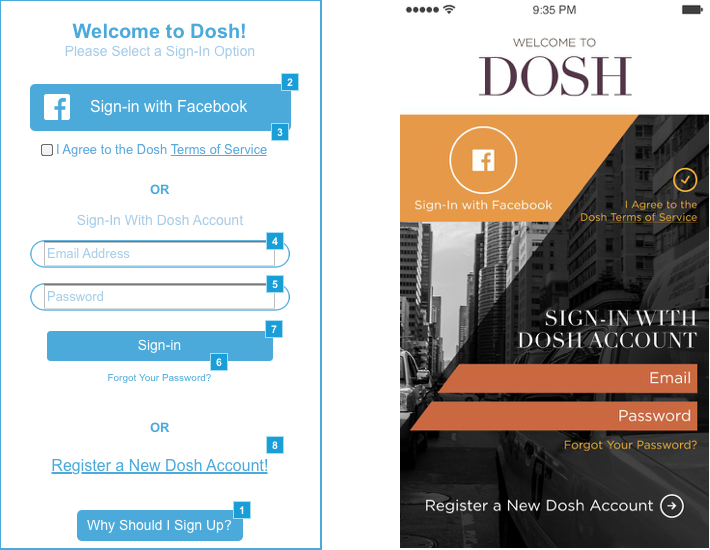 Welcome to Dosh!
Please Select a Sign-In Option
2
Sign-in with Facebook
3
I Agree to the Dosh Terms of Service
OR
Sign-In With Dosh Account
4
Email Address
5
Password
7
Sign-in
6
Forgot Your Password?
OR
8
Register a New Dosh Account!
1
Why Should I Sign Up?
9:35 PM
WELCOME TO
DOSH
Sign-In with Facebook
I Agree to the
Dosh Terms of Service
SIGN-IN WITH
DOSH ACCOUNT
Email
Password
Forgot Your Password?
Register a New Dosh Account